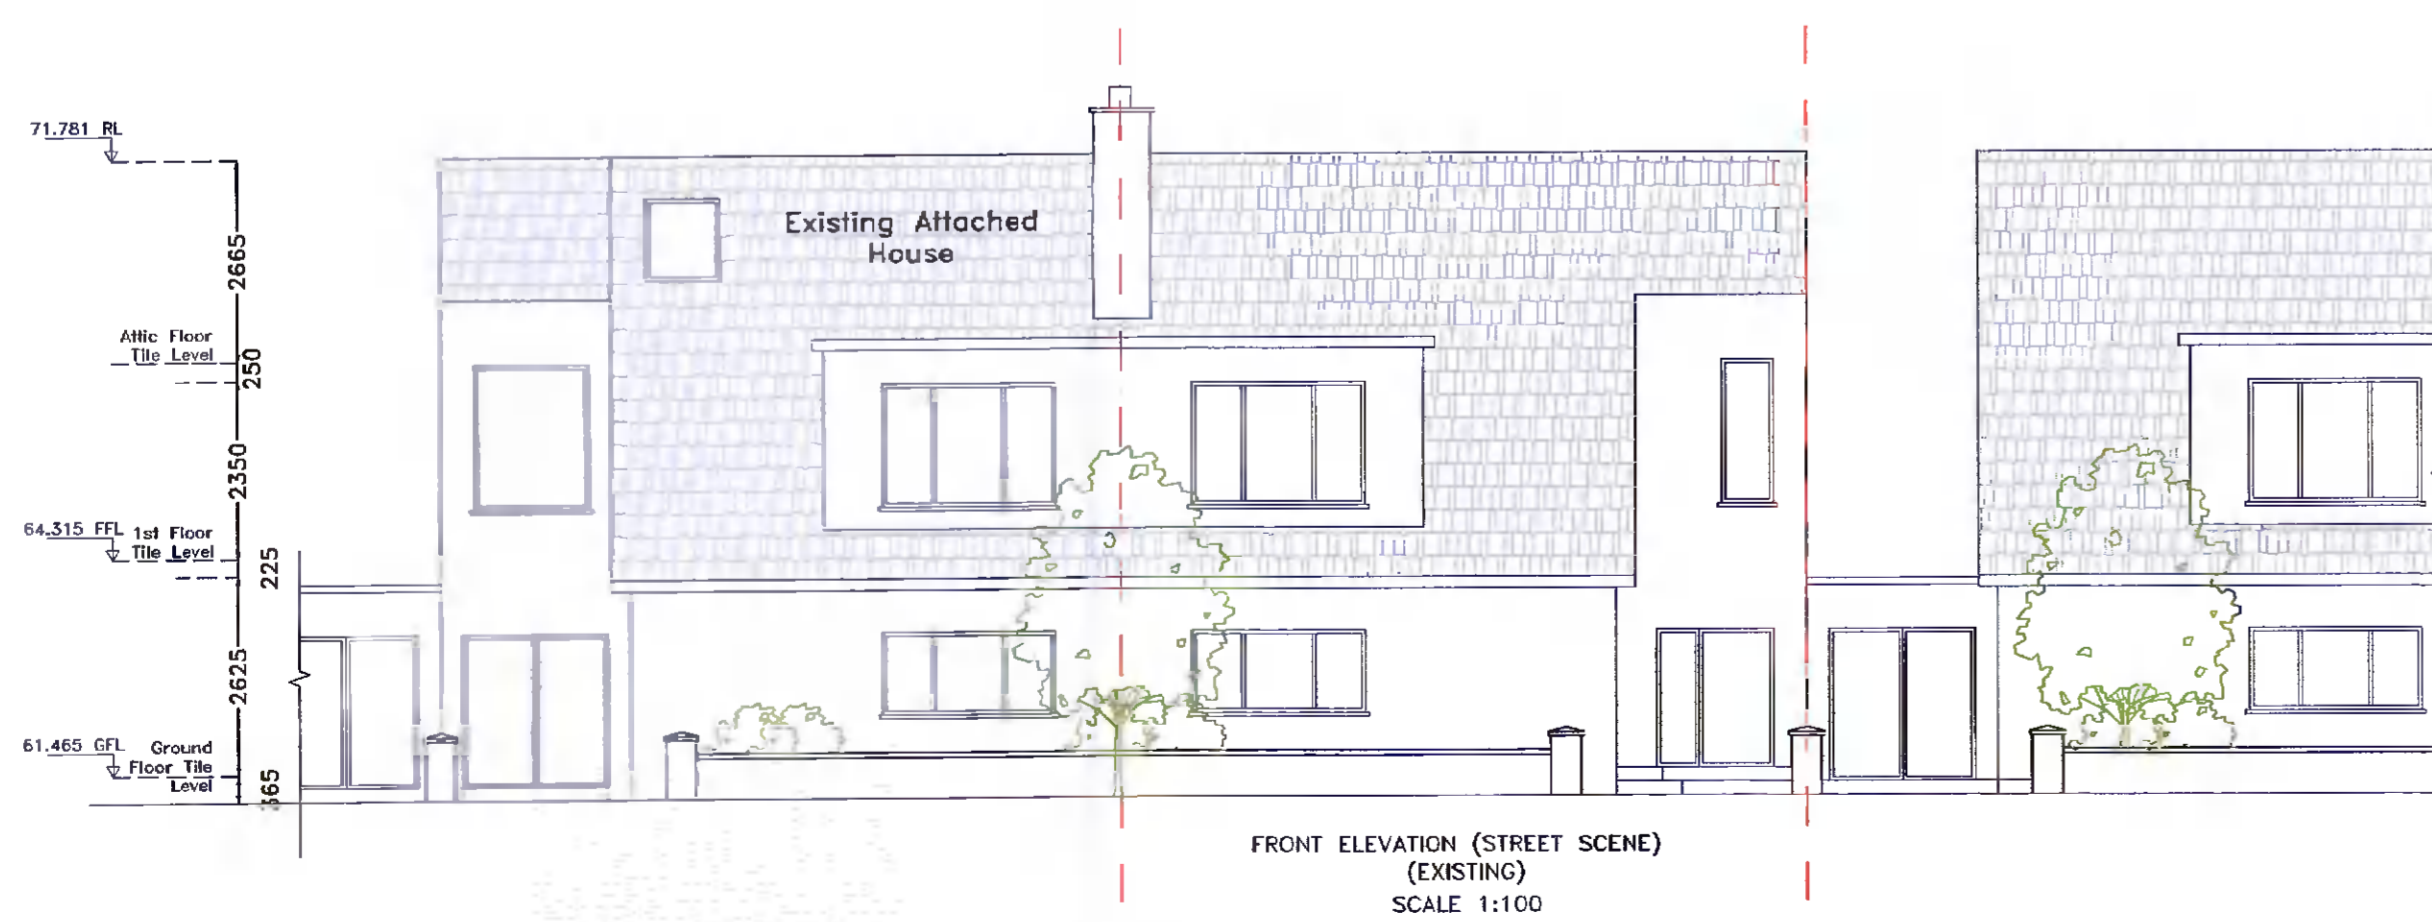 71.781 RL
2665
Existing Attached
House
Attic Floor
Tile Level
250
2350
64.315 FFL 1st Floor
Tile Level
225
2625
61.465 GFL Ground
Floor Tile
Level
FRONT ELEVATION (STREET SCENE)
(EXISTING)
SCALE 1:100